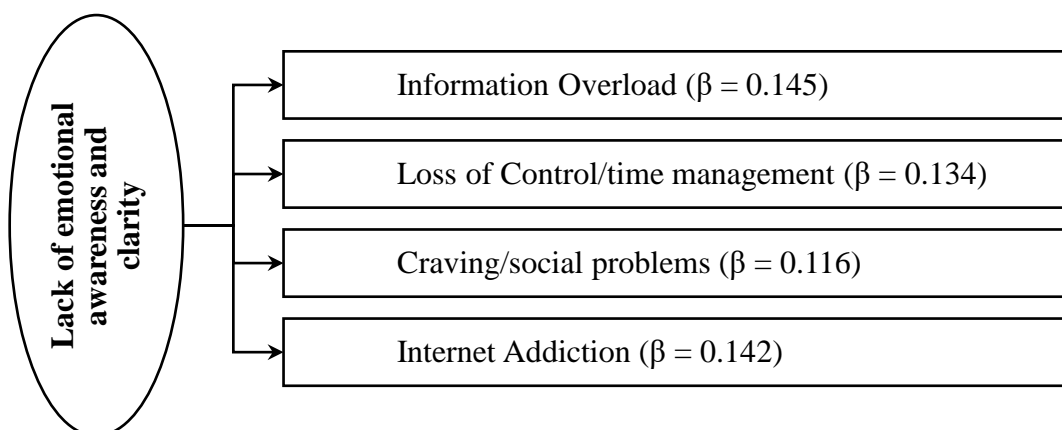 Lack of emotional
awareness and
clarity
Information Overload (β = 0.145)
Loss of Control/time management (β = 0.134)
Craving/social problems (β = 0.116)
Internet Addiction (β = 0.142)